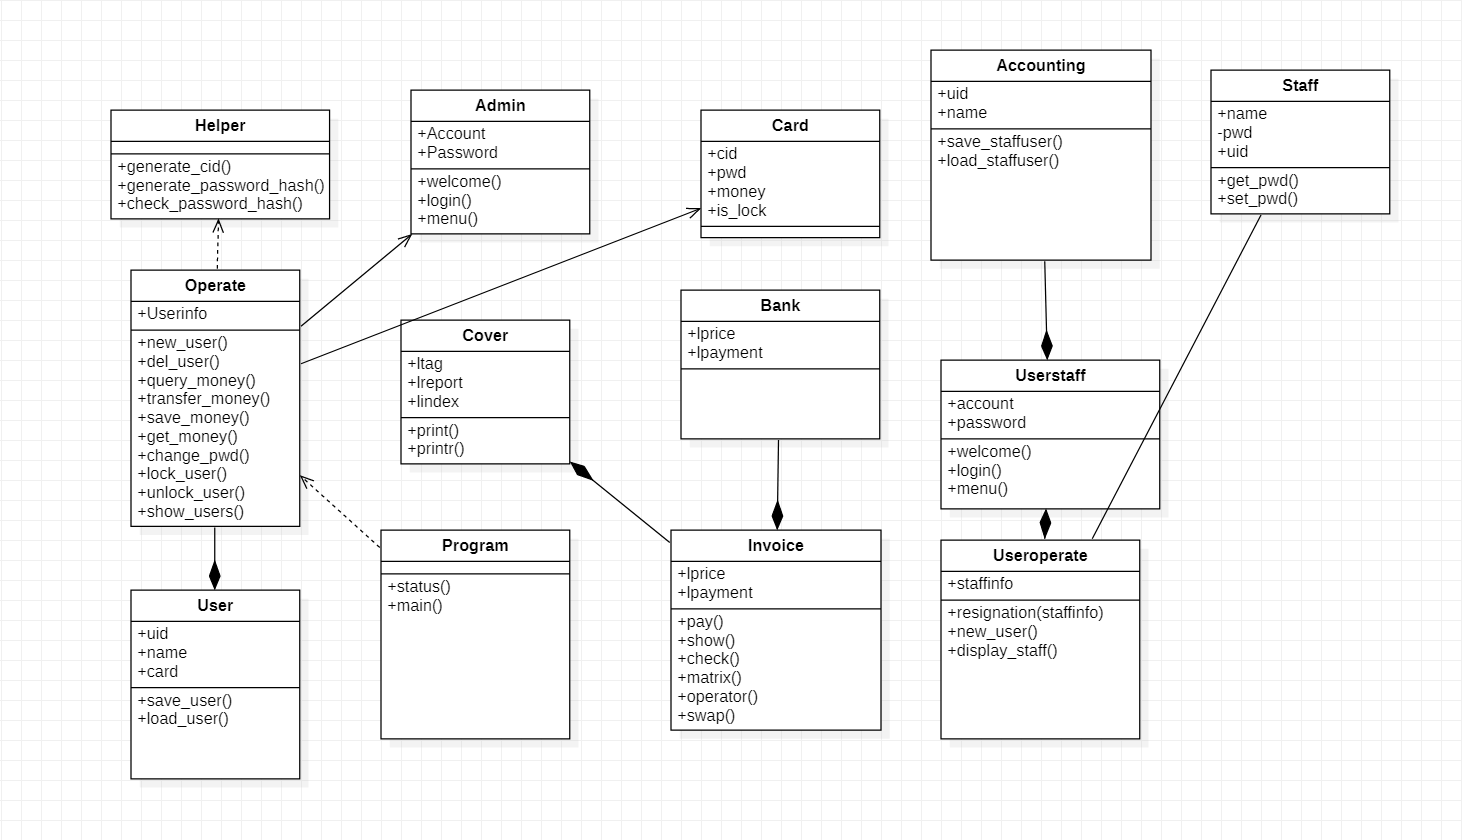 Helper
+generate_cid()
+generate_password_hash()
+check_password_hash()
Admin
+Account
+Password
+welcome()
+login()
+menu()
Card
+cid
+pwd
+money
+is_lock
Accounting
+uid
+name
+save_staffuser()
+load_staffuser()
Staff
+name
-pwd
+uid
+get_pwd()
+set_pwd()
Operate
+Userinfo
+new_user()
+del_user()
+query_money()
+transfer_money()
+save_money()
+get_money()
+change_pwd()
+lock_user()
+unlock_user()
+show_users()
Cover
+ltag
+lreport
+lindex
+print()
+printr()
Bank
+lprice
+lpayment
Userstaff
+account
+password
+welcome()
+login()
+menu()
User
+uid
+name
+card
+save_user()
+load_user()
Program
+status()
+main()
Invoice
+lprice
+lpayment
+pay()
+show()
+check()
+matrix()
+operator()
+swap()
Useroperate
+staffinfo
+resignation(staffinfo)
+new_user()
+display_staff()